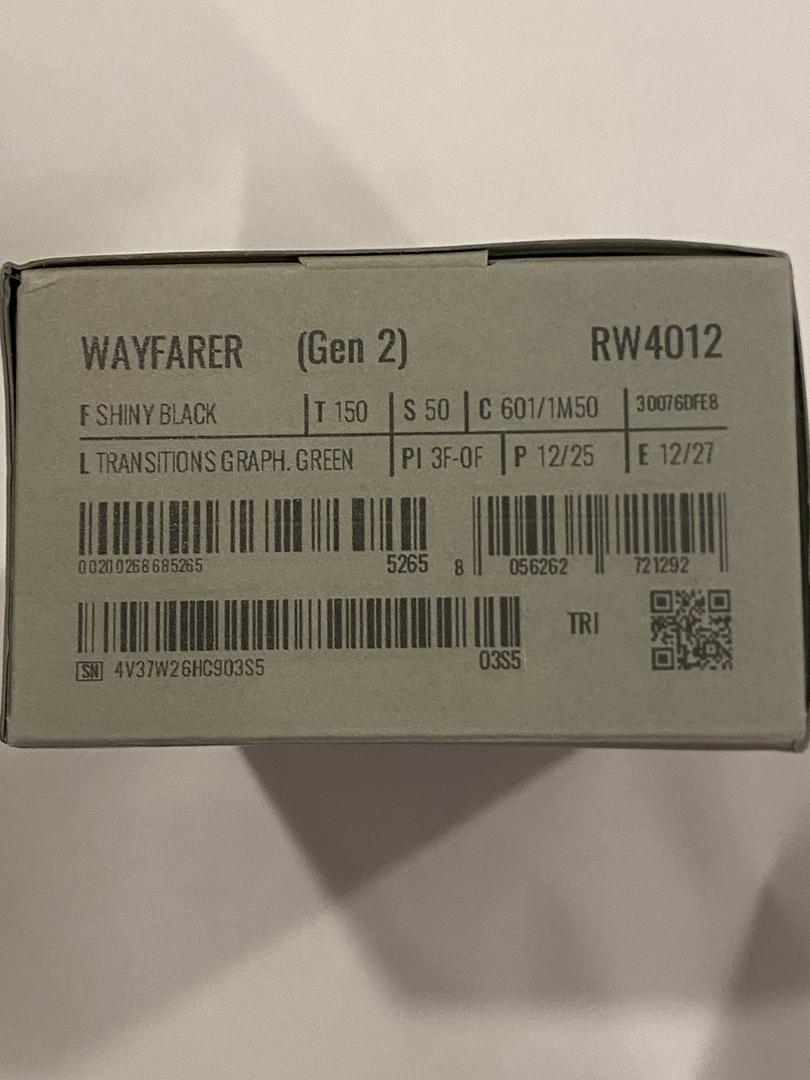 WAYFARER (Gen 2) RW4012
F SHINY BLACK T 150 S 50 C 601/1M50 30076DFE8
L TRANSITIONS GRAPH. GREEN PI 3F-0F P 12/25 E 12/27
00200268685265 5265 8 056262 721292
TRI
SN 4V37W26HC903S5 03S5